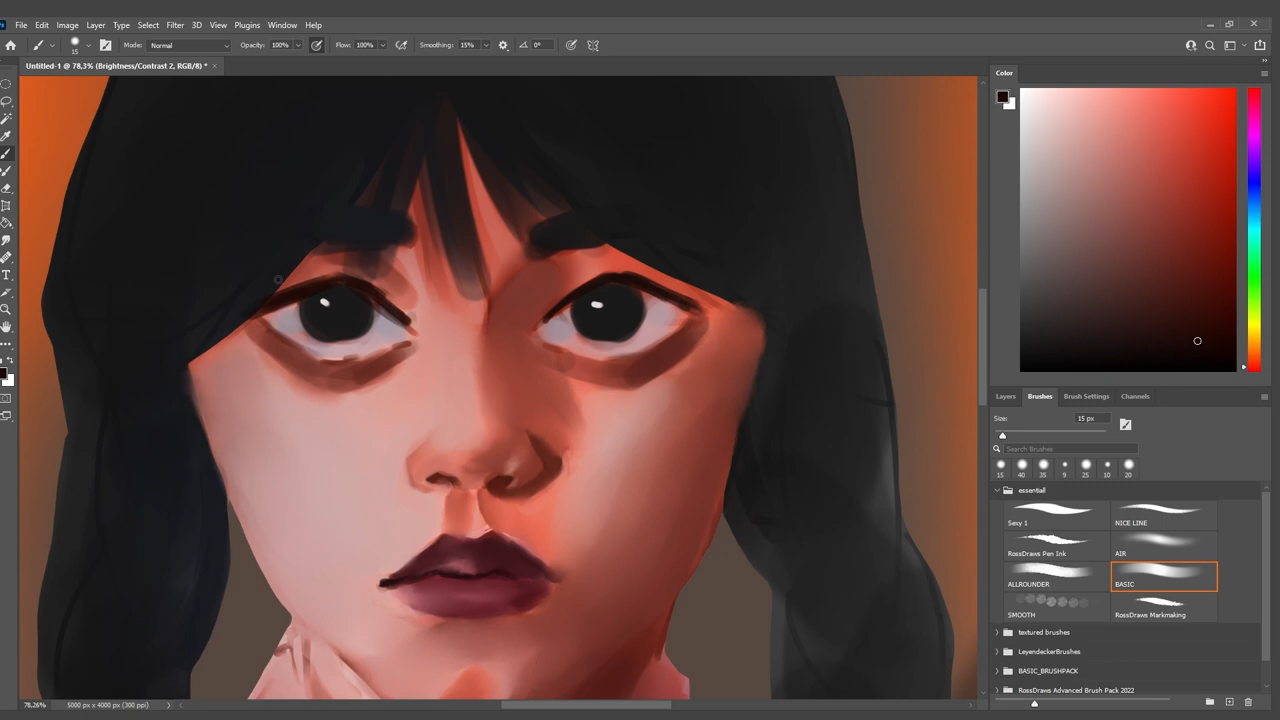 File Edit Image Layer Type Select Filter 3D View Plugins Window Help
15 Mode: Normal Opacity: 100% Flow: 100% Smoothing: 15% 0°
Untitled-1 @ 78,3% (Brightness/Contrast 2, RGB/8) *
Color
Layers Brushes Brush Settings Channels
Size: 15 px
Search Brushes
15 40 35 9 25 10 20
essentiall
Sexy 1 NICE LINE
RossDraws Pen Ink AIR
ALLROUNDER BASIC
SMOOTH RossDraws Markmaking
textured brushes
LeyendeckerBrushes
BASIC_BRUSHPACK
RossDraws Advanced Brush Pack 2022
78,26% 5000 px x 4000 px (300 ppi)